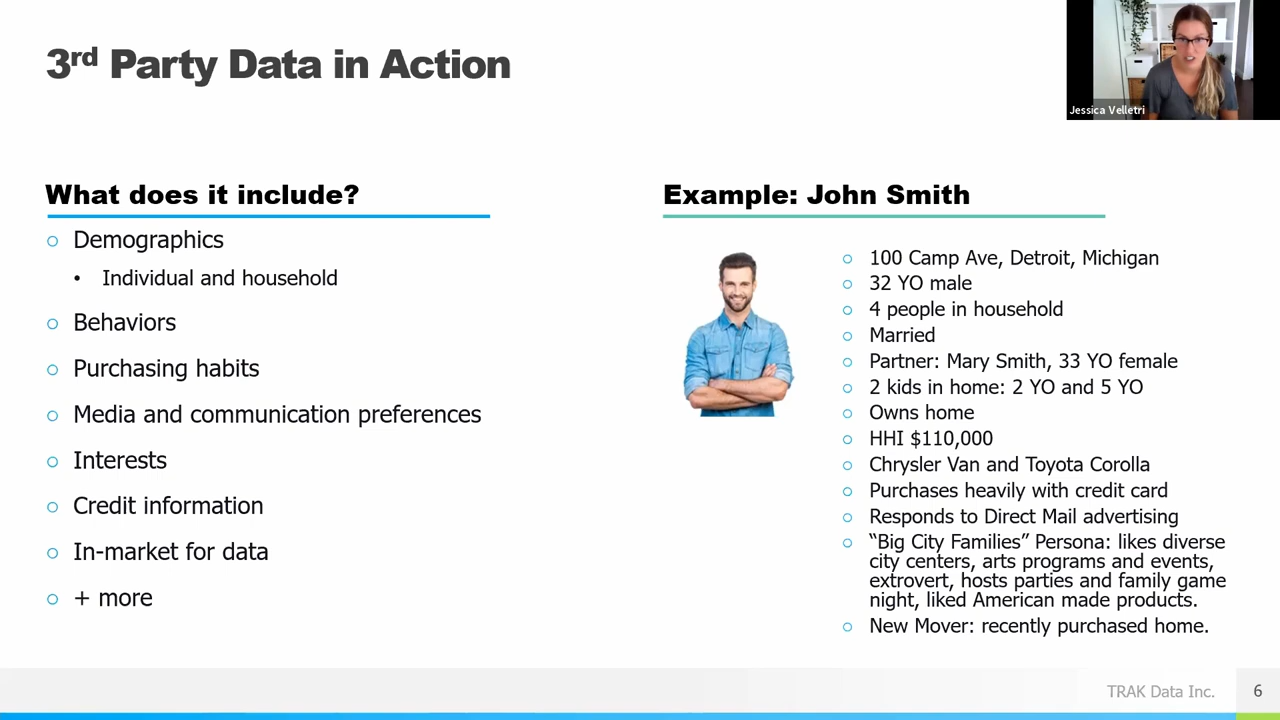 3rd Party Data in Action
Jessica Velletri
What does it include?
Demographics
Individual and household
Behaviors
Purchasing habits
Media and communication preferences
Interests
Credit information
In-market for data
+ more
Example: John Smith
100 Camp Ave, Detroit, Michigan
32 YO male
4 people in household
Married
Partner: Mary Smith, 33 YO female
2 kids in home: 2 YO and 5 YO
Owns home
HHI $110,000
Chrysler Van and Toyota Corolla
Purchases heavily with credit card
Responds to Direct Mail advertising
“Big City Families” Persona: likes diverse
city centers, arts programs and events,
extrovert, hosts parties and family game
night, liked American made products.
New Mover: recently purchased home.
TRAK Data Inc.
6